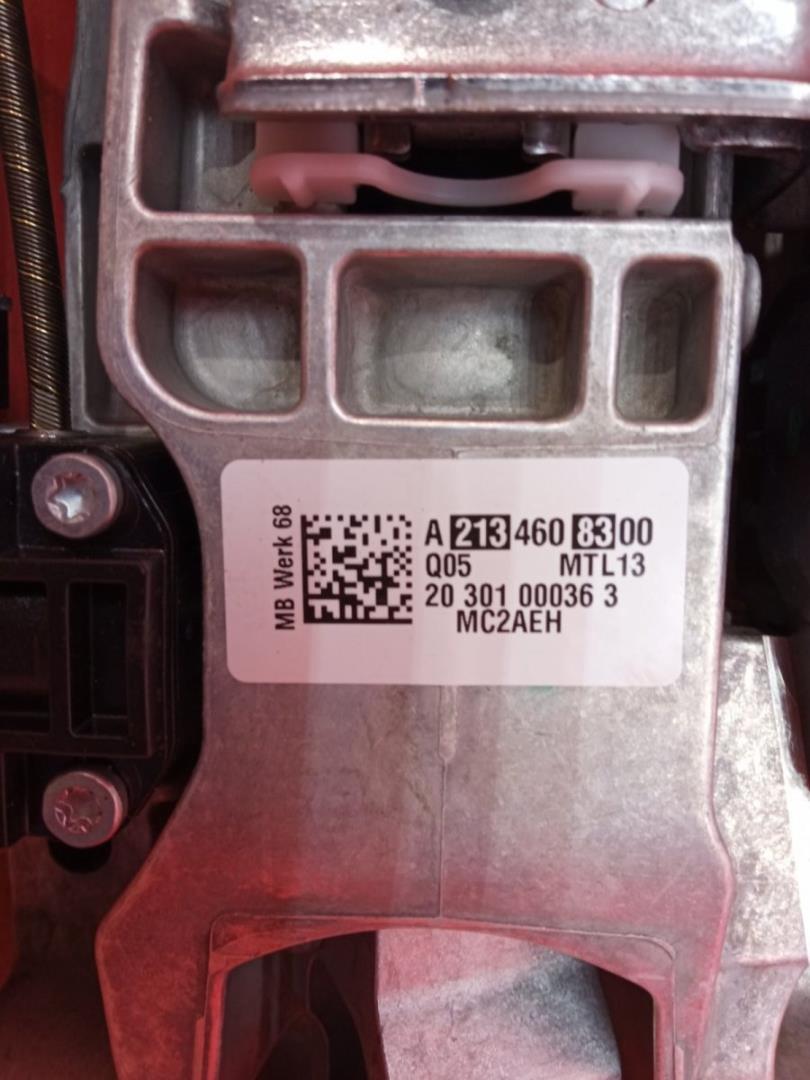 MB Werk 68
A 213 460 83 00
Q05 MTL13
20 301 00036 3
MC2AEH